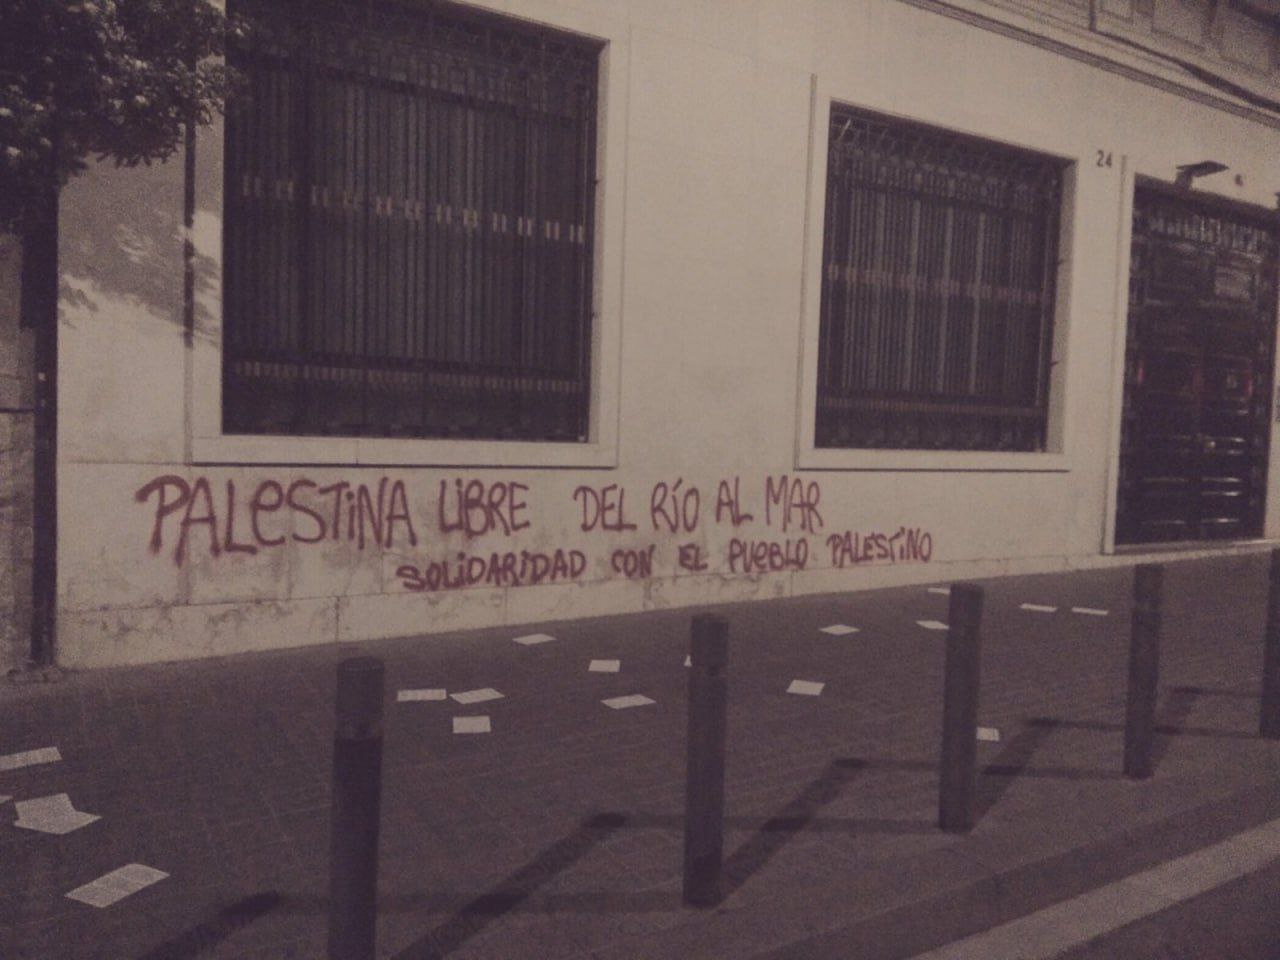 24
PALESTINA LIBRE DEL RÍO AL MAR
SOLIDARIDAD CON EL PUEBLO PALESTINO